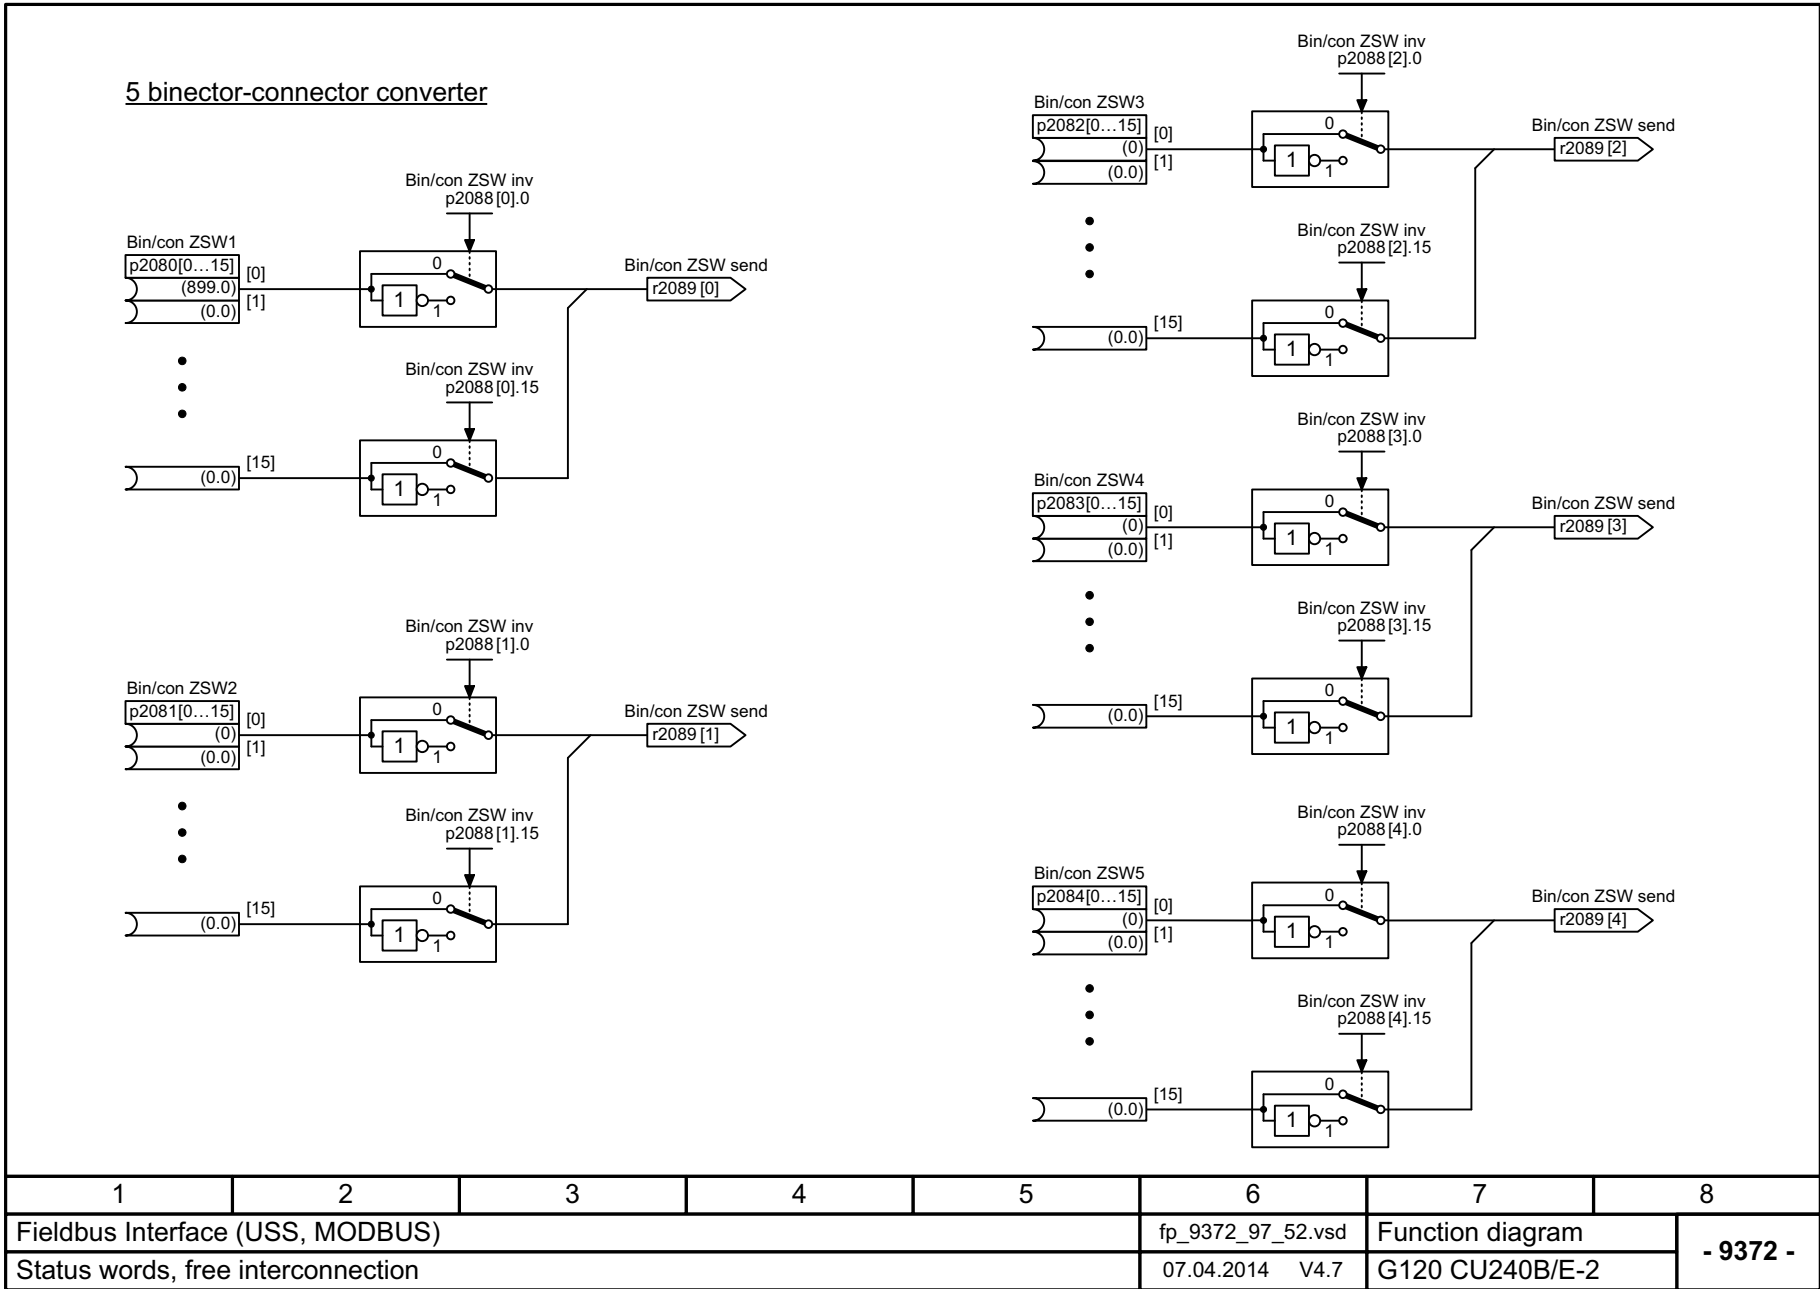 5 binector-connector converter
Bin/con ZSW inv
p2088 [0].0
Bin/con ZSW1
p2080[0…15]
[0]
(899.0)
[1]
(0.0)
0
1
1
Bin/con ZSW send
r2089 [0]
Bin/con ZSW inv
p2088 [0].15
[15]
(0.0)
0
1
1
Bin/con ZSW inv
p2088 [1].0
Bin/con ZSW2
p2081[0…15]
[0]
(0)
[1]
(0.0)
0
1
1
Bin/con ZSW send
r2089 [1]
Bin/con ZSW inv
p2088 [1].15
[15]
(0.0)
0
1
1
Bin/con ZSW inv
p2088 [2].0
Bin/con ZSW3
p2082[0…15]
[0]
(0)
[1]
(0.0)
0
1
1
Bin/con ZSW send
r2089 [2]
Bin/con ZSW inv
p2088 [2].15
[15]
(0.0)
0
1
1
Bin/con ZSW inv
p2088 [3].0
Bin/con ZSW4
p2083[0…15]
[0]
(0)
[1]
(0.0)
0
1
1
Bin/con ZSW send
r2089 [3]
Bin/con ZSW inv
p2088 [3].15
[15]
(0.0)
0
1
1
Bin/con ZSW inv
p2088 [4].0
Bin/con ZSW5
p2084[0…15]
[0]
(0)
[1]
(0.0)
0
1
1
Bin/con ZSW send
r2089 [4]
Bin/con ZSW inv
p2088 [4].15
[15]
(0.0)
0
1
1
1 2 3 4 5 6 7 8
Fieldbus Interface (USS, MODBUS)
fp_9372_97_52.vsd
Function diagram
- 9372 -
Status words, free interconnection
07.04.2014 V4.7
G120 CU240B/E-2